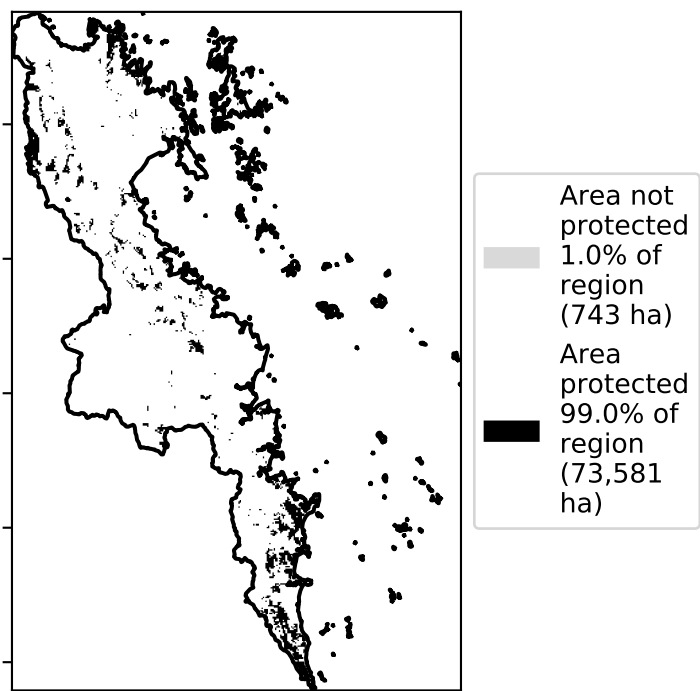 Area not
protected
1.0% of
region
(743 ha)
Area
protected
99.0% of
region
(73,581
ha)